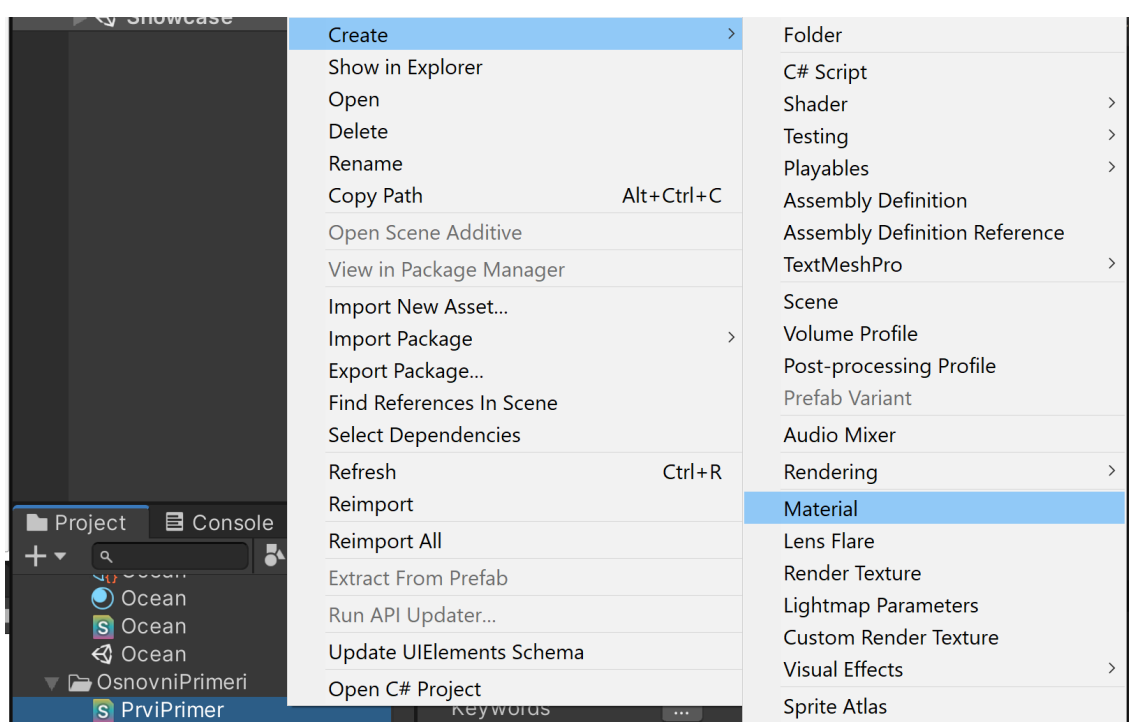 Showcase
Create
Show in Explorer
Open
Delete
Rename
Copy Path Alt+Ctrl+C
Open Scene Additive
View in Package Manager
Import New Asset...
Import Package
Export Package...
Find References In Scene
Select Dependencies
Refresh Ctrl+R
Reimport
Reimport All
Extract From Prefab
Run API Updater...
Update UIElements Schema
Open C# Project
Folder
C# Script
Shader
Testing
Playables
Assembly Definition
Assembly Definition Reference
TextMeshPro
Scene
Volume Profile
Post-processing Profile
Prefab Variant
Audio Mixer
Rendering
Material
Lens Flare
Render Texture
Lightmap Parameters
Custom Render Texture
Visual Effects
Sprite Atlas
Project Console
Ocean
Ocean
Ocean
Ocean
OsnovniPrimeri
PrviPrimer
Keywords ...